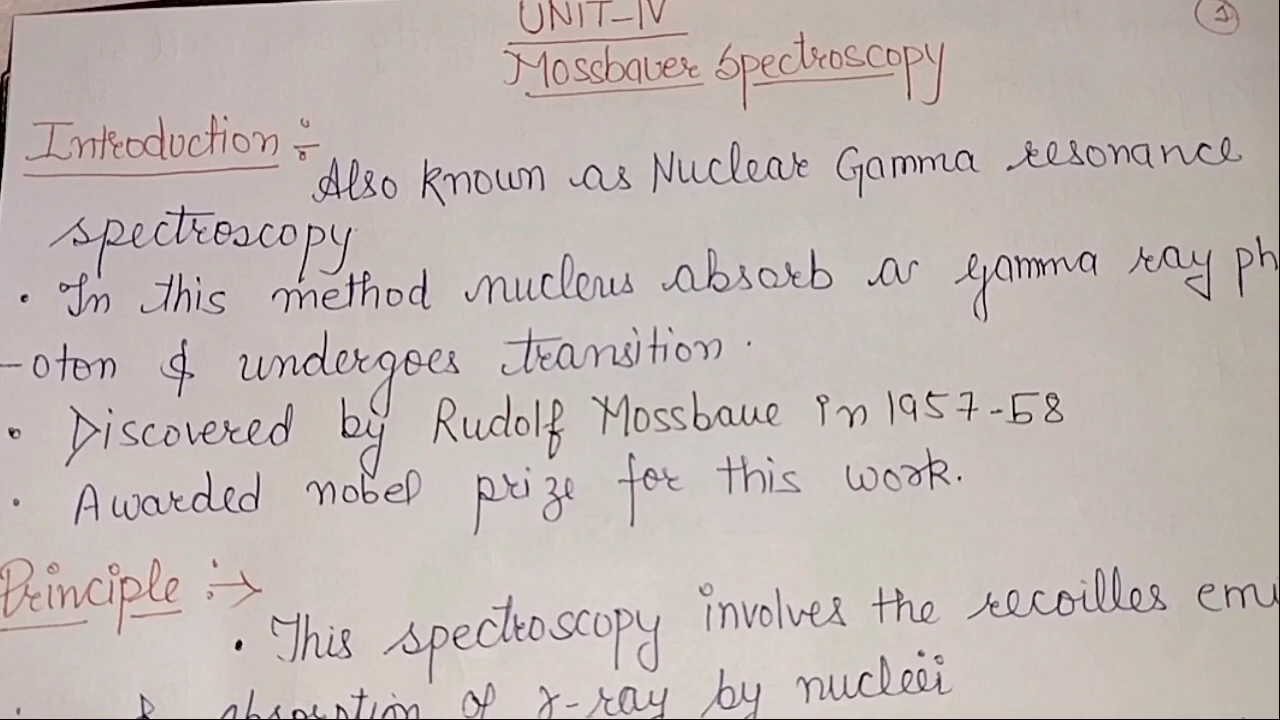 UNIT-IV
①
Mossbauer Spectroscopy
Introduction :-
Also known as Nuclear Gamma resonance
spectroscopy
• In this method nucleus absorb a gamma ray ph
-oton & undergoes transition.
• Discovered by Rudolf Mossbaue in 1957-58
• Awarded nobel prize for this work.
Principle :→
• This spectroscopy involves the recoilles
& absorption of γ-ray by nucleii